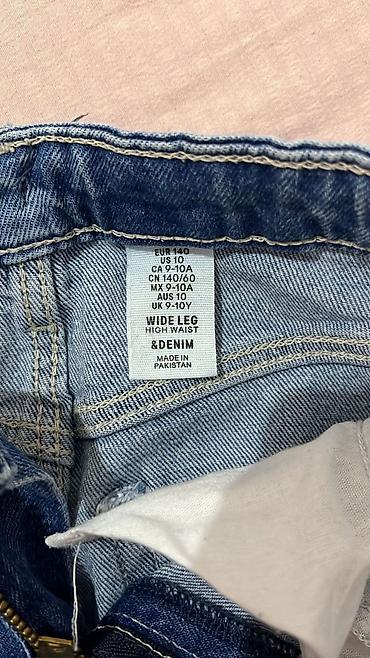 EUR 140
US 10
CA 9-10A
CN 140/60
MX 9-10A
AUS 10
UK 9-10Y
WIDE LEG
HIGH WAIST
&DENIM
MADE IN
PAKISTAN